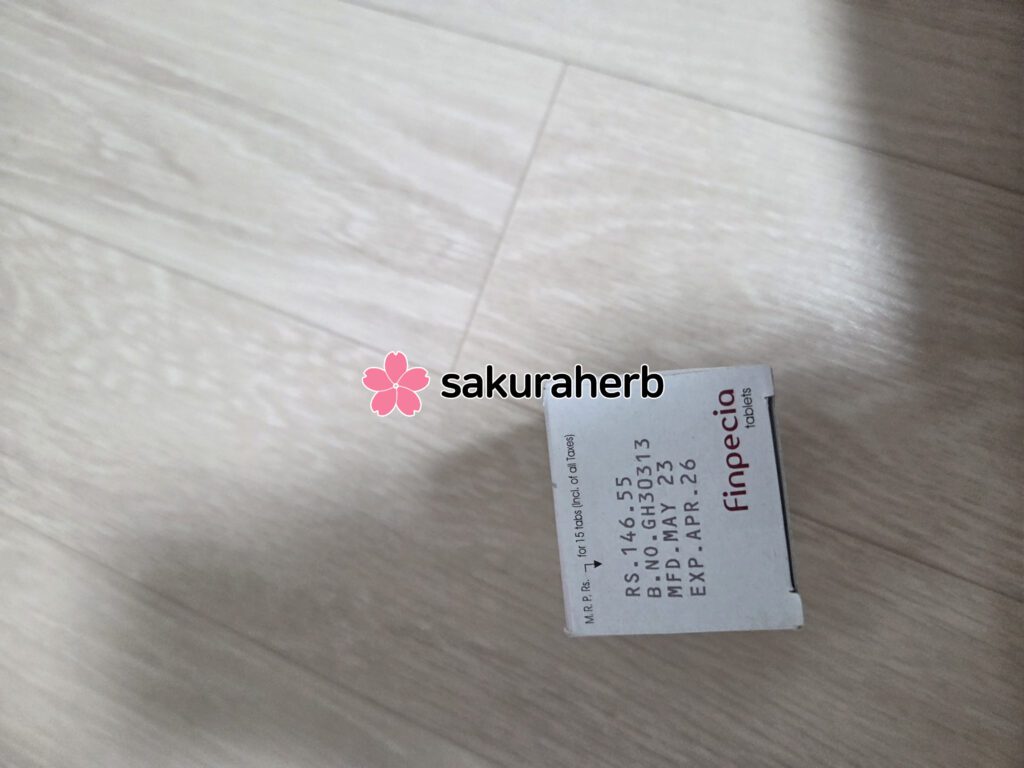 sakuraherb
M. R. P. Rs. for 15 tabs (Incl. of all Taxes)
RS.146.55
B.NO.GH30313
MFD.MAY 23
EXP.APR.26
Finpecia
tablets